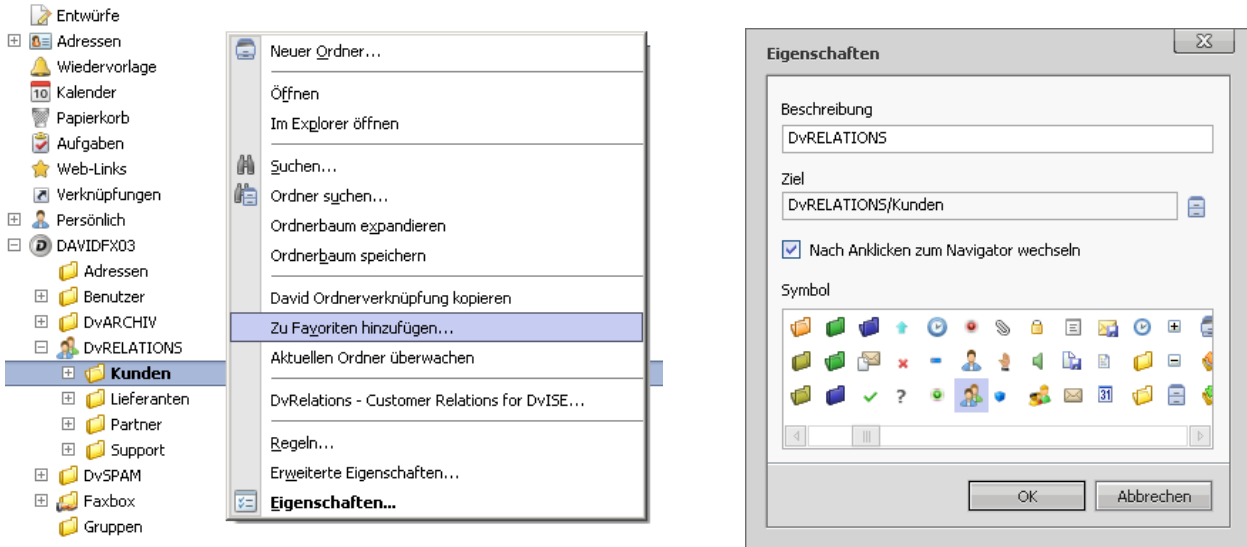 Entwürfe
Adressen
Wiedervorlage
10 Kalender
Papierkorb
Aufgaben
Web-Links
Verknüpfungen
Persönlich
DAVIDFX03
Adressen
Benutzer
DvARCHIV
DvRELATIONS
Kunden
Lieferanten
Partner
Support
DvSPAM
Faxbox
Gruppen
Neuer Ordner...
Öffnen
Im Explorer öffnen
Suchen...
Ordner suchen...
Ordnerbaum expandieren
Ordnerbaum speichern
David Ordnerverknüpfung kopieren
Zu Favoriten hinzufügen...
Aktuellen Ordner überwachen
DvRelations - Customer Relations for DvISE...
Regeln...
Erweiterte Eigenschaften...
Eigenschaften...
Eigenschaften
Beschreibung
DvRELATIONS
Ziel
DvRELATIONS/Kunden
Nach Anklicken zum Navigator wechseln
Symbol
31
OK
Abbrechen